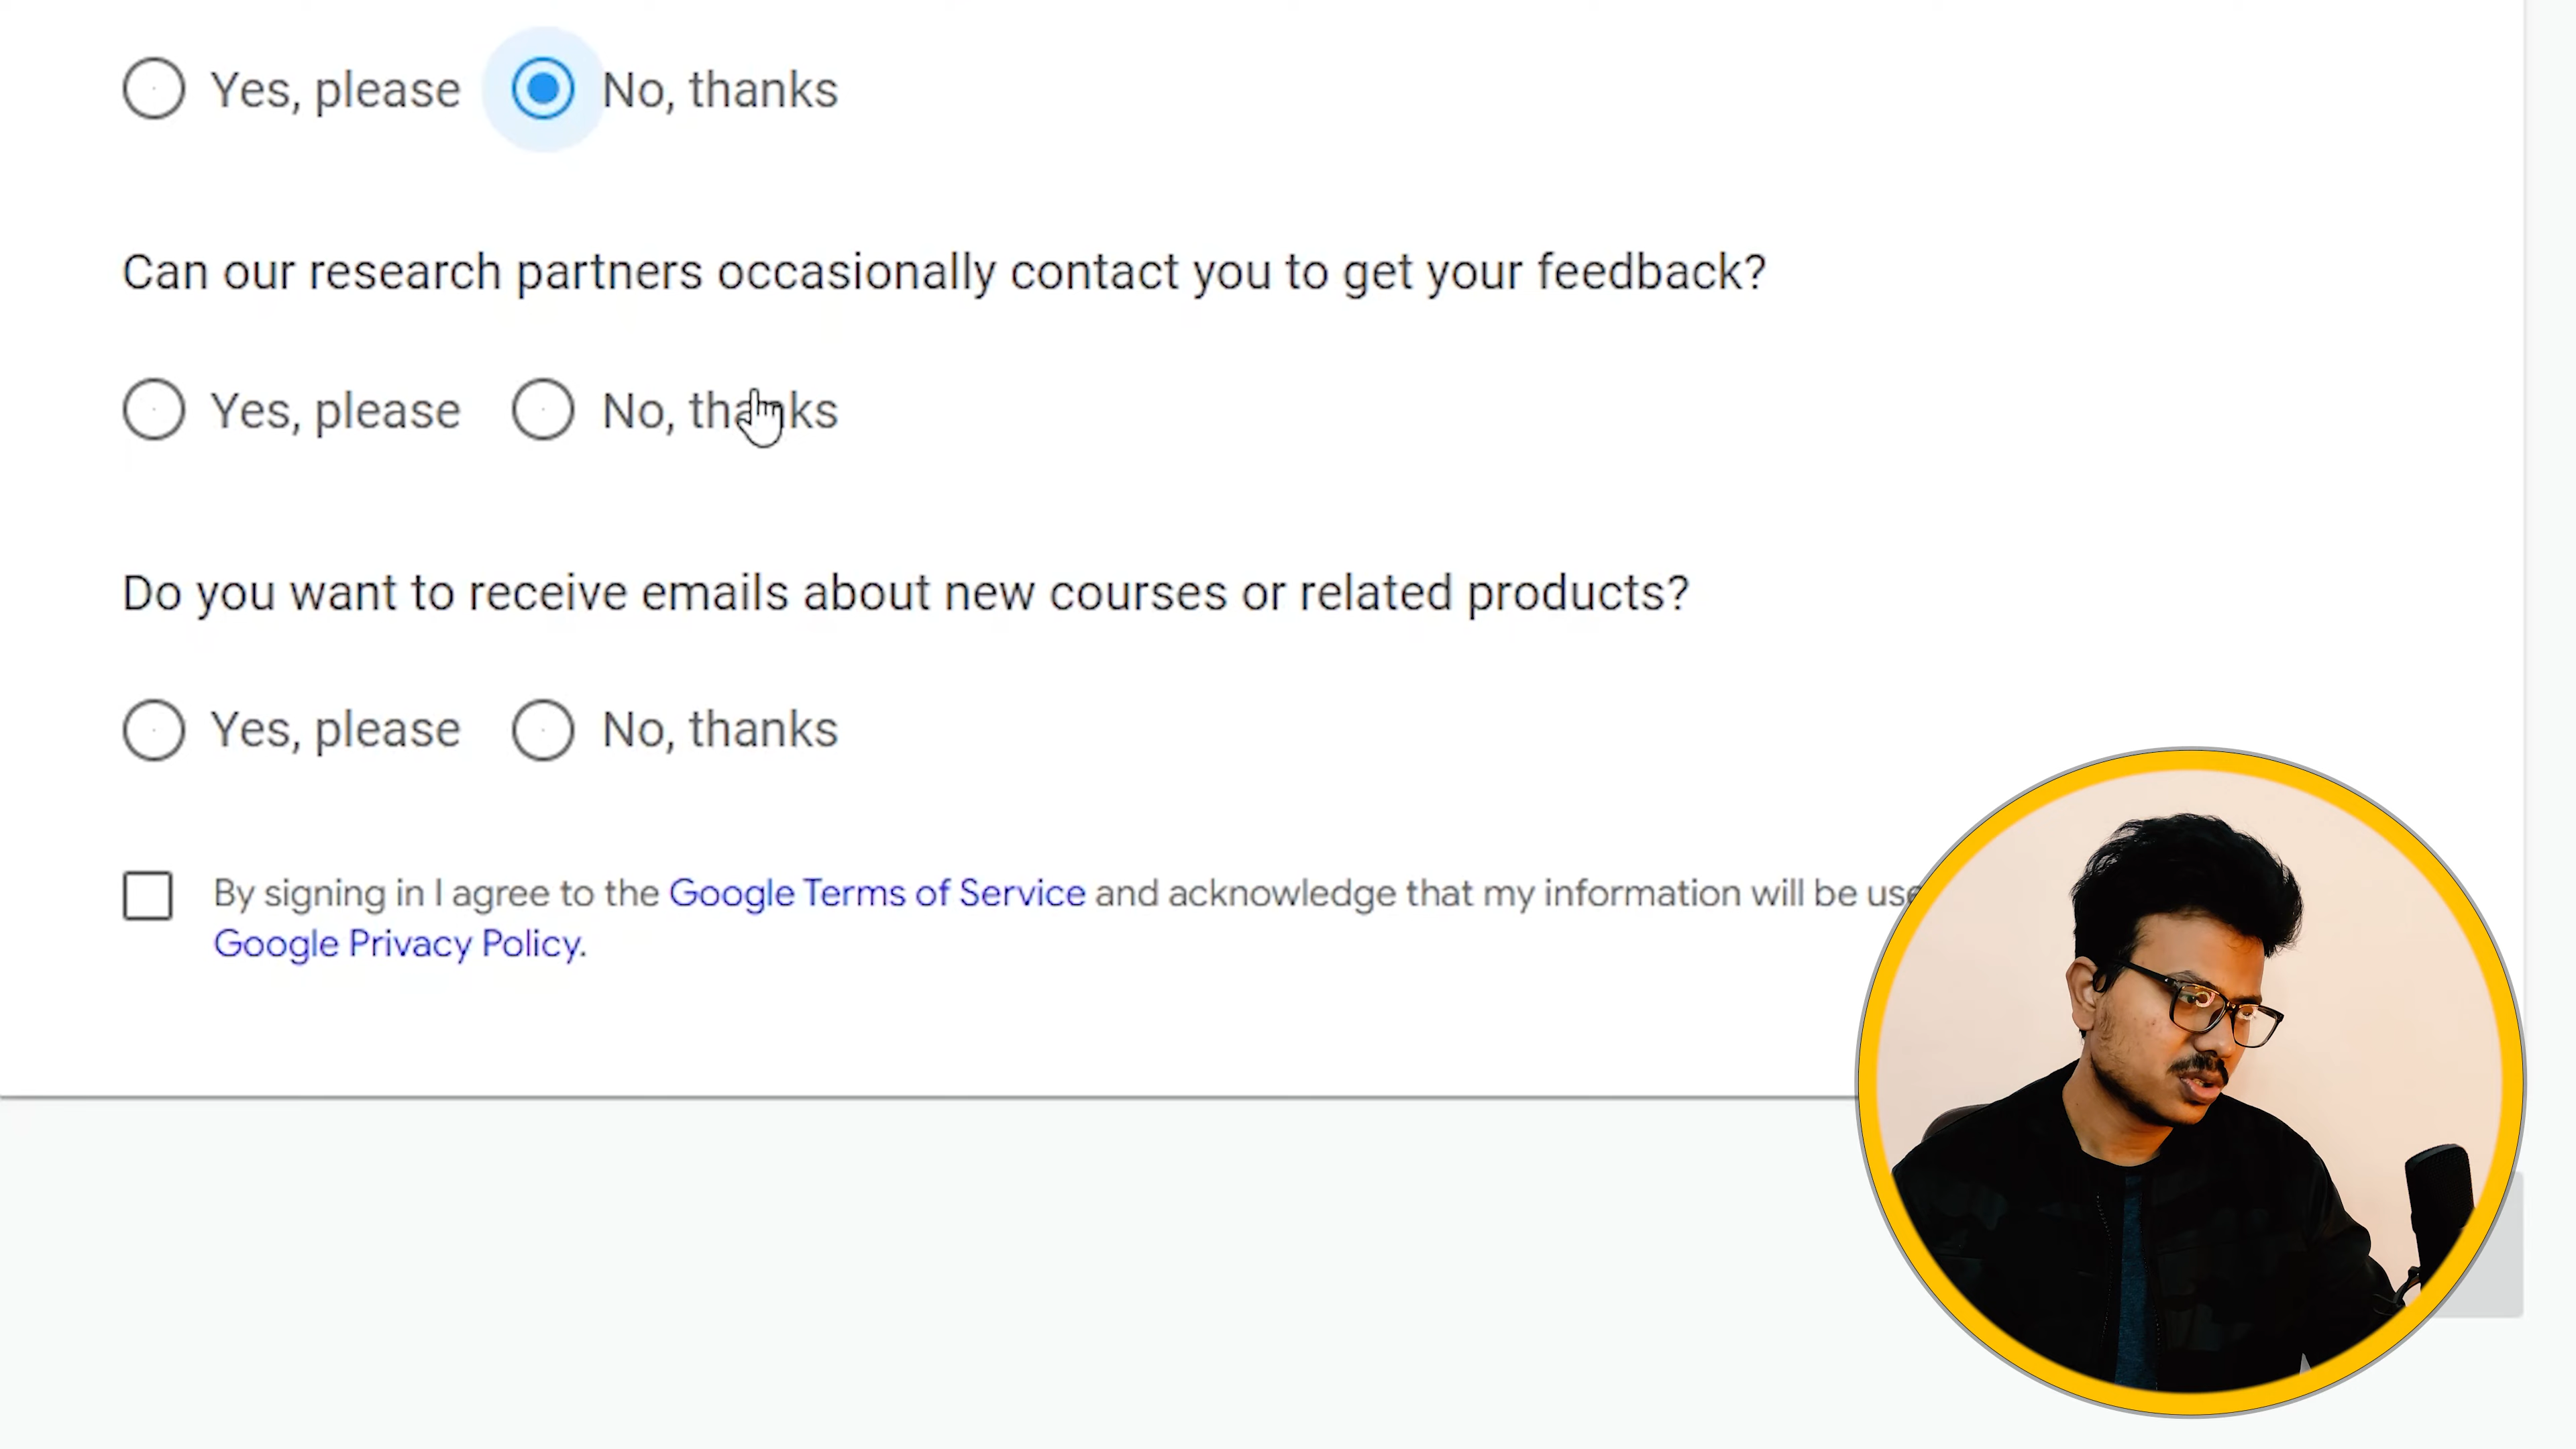 Yes, please No, thanks
Can our research partners occasionally contact you to get your feedback?
Yes, please No, thanks
Do you want to receive emails about new courses or related products?
Yes, please No, thanks
By signing in I agree to the Google Terms of Service and acknowledge that my information will be
Google Privacy Policy.